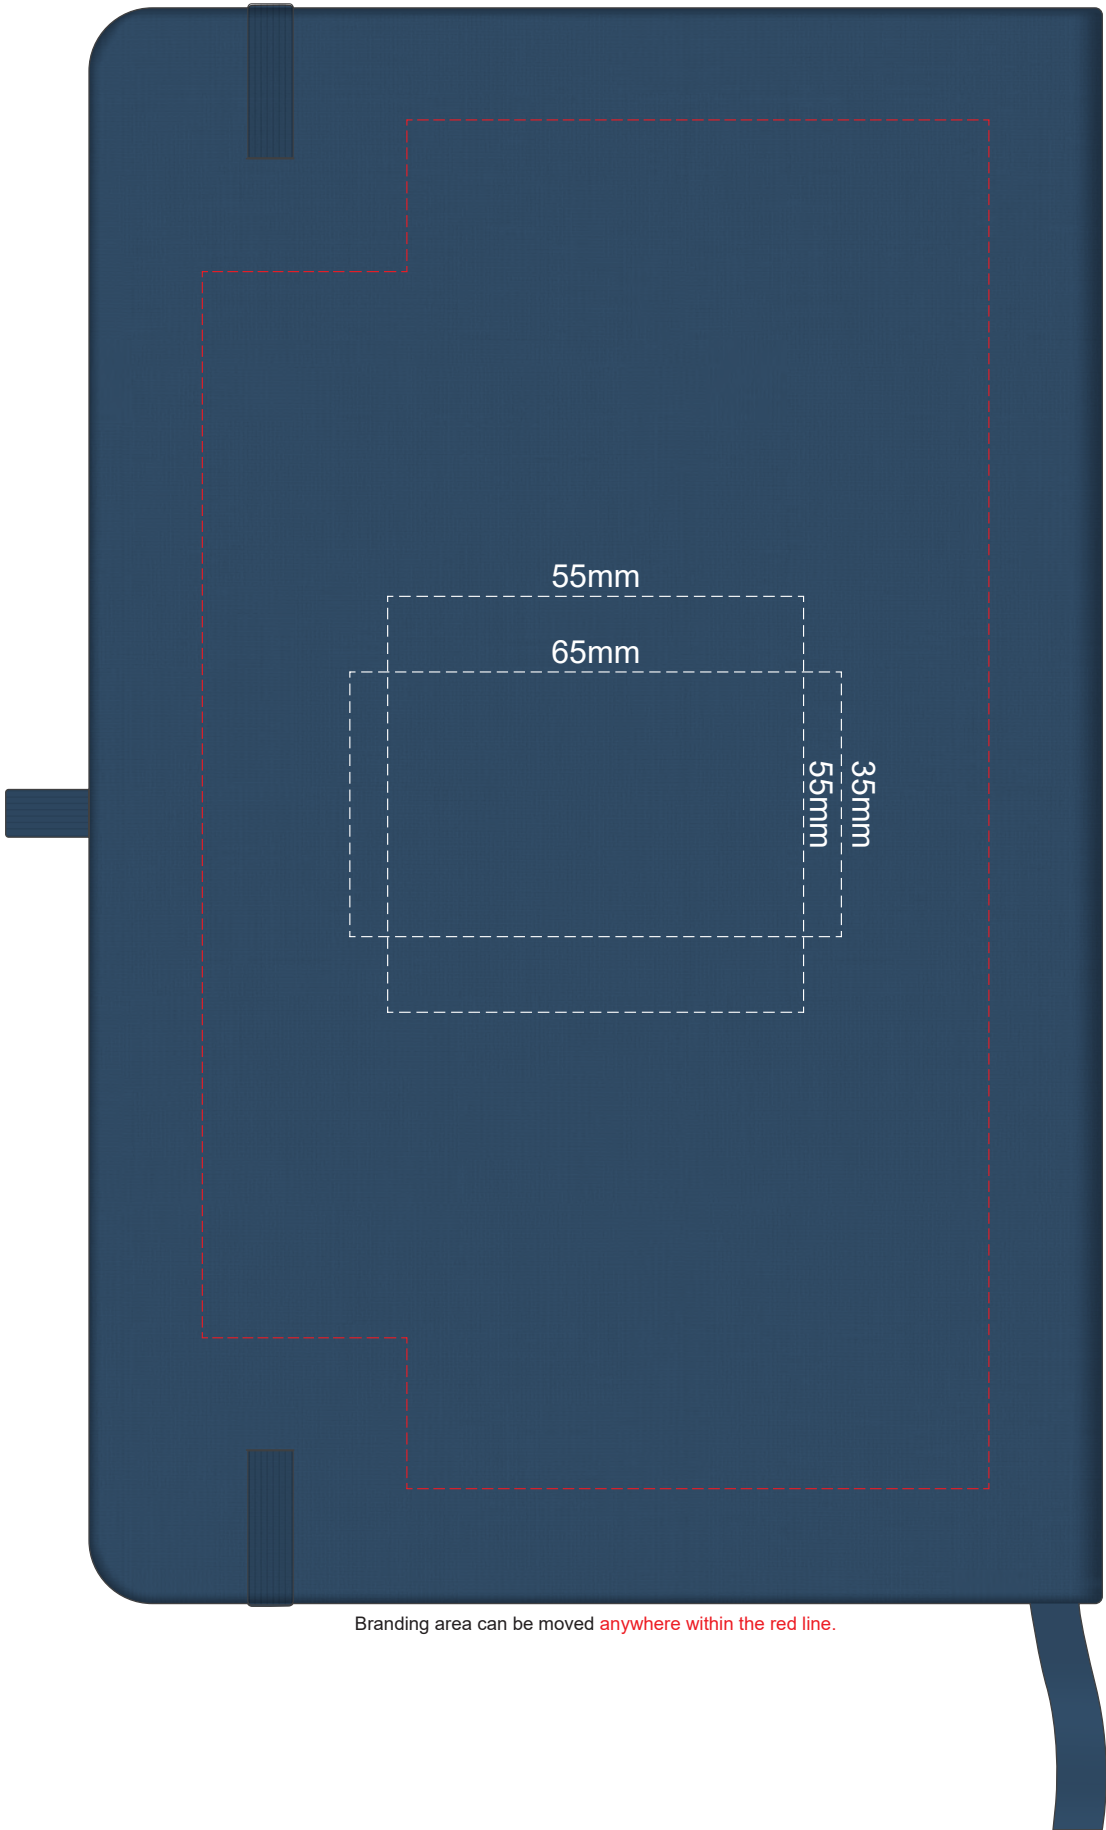 55mm
65mm
55mm
35mm
Branding area can be moved anywhere within the red line.